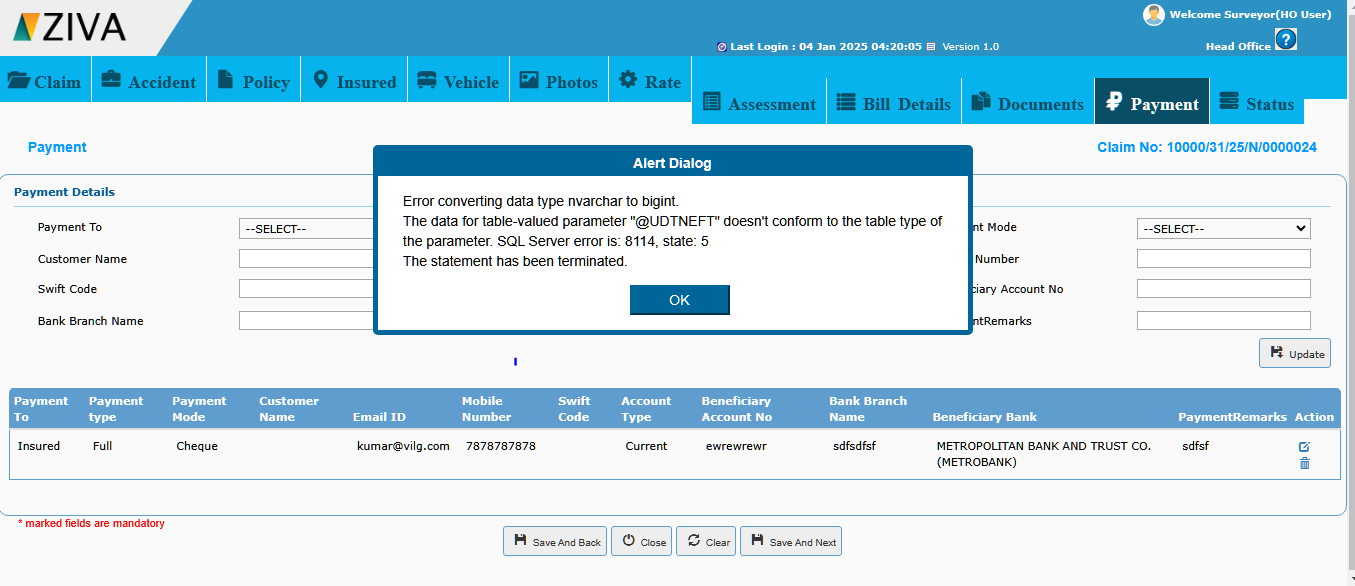 ZIVA
Welcome Surveyor(HO User)
Last Login : 04 Jan 2025 04:20:05 Version 1.0
Head Office ?
Claim Accident Policy Insured Vehicle Photos Rate Assessment Bill Details Documents Payment Status
Payment
Claim No: 10000/31/25/N/0000024
Alert Dialog
Error converting data type nvarchar to bigint.
The data for table-valued parameter "@UDTNEFT" doesn't conform to the table type of
the parameter. SQL Server error is: 8114, state: 5
The statement has been terminated.
OK
Payment Details
Payment To --SELECT-- nt Mode --SELECT--
Customer Name Number
Swift Code ciary Account No
Bank Branch Name ntRemarks
Update
Payment To Payment type Payment Mode Customer Name Email ID Mobile Number Swift Code Account Type Beneficiary Account No Bank Branch Name Beneficiary Bank PaymentRemarks Action
Insured Full Cheque kumar@vilg.com 7878787878 Current ewrewrewr sdfsdfsf METROPOLITAN BANK AND TRUST CO. sdfsf
(METROBANK)
* marked fields are mandatory
Save And Back Close Clear Save And Next